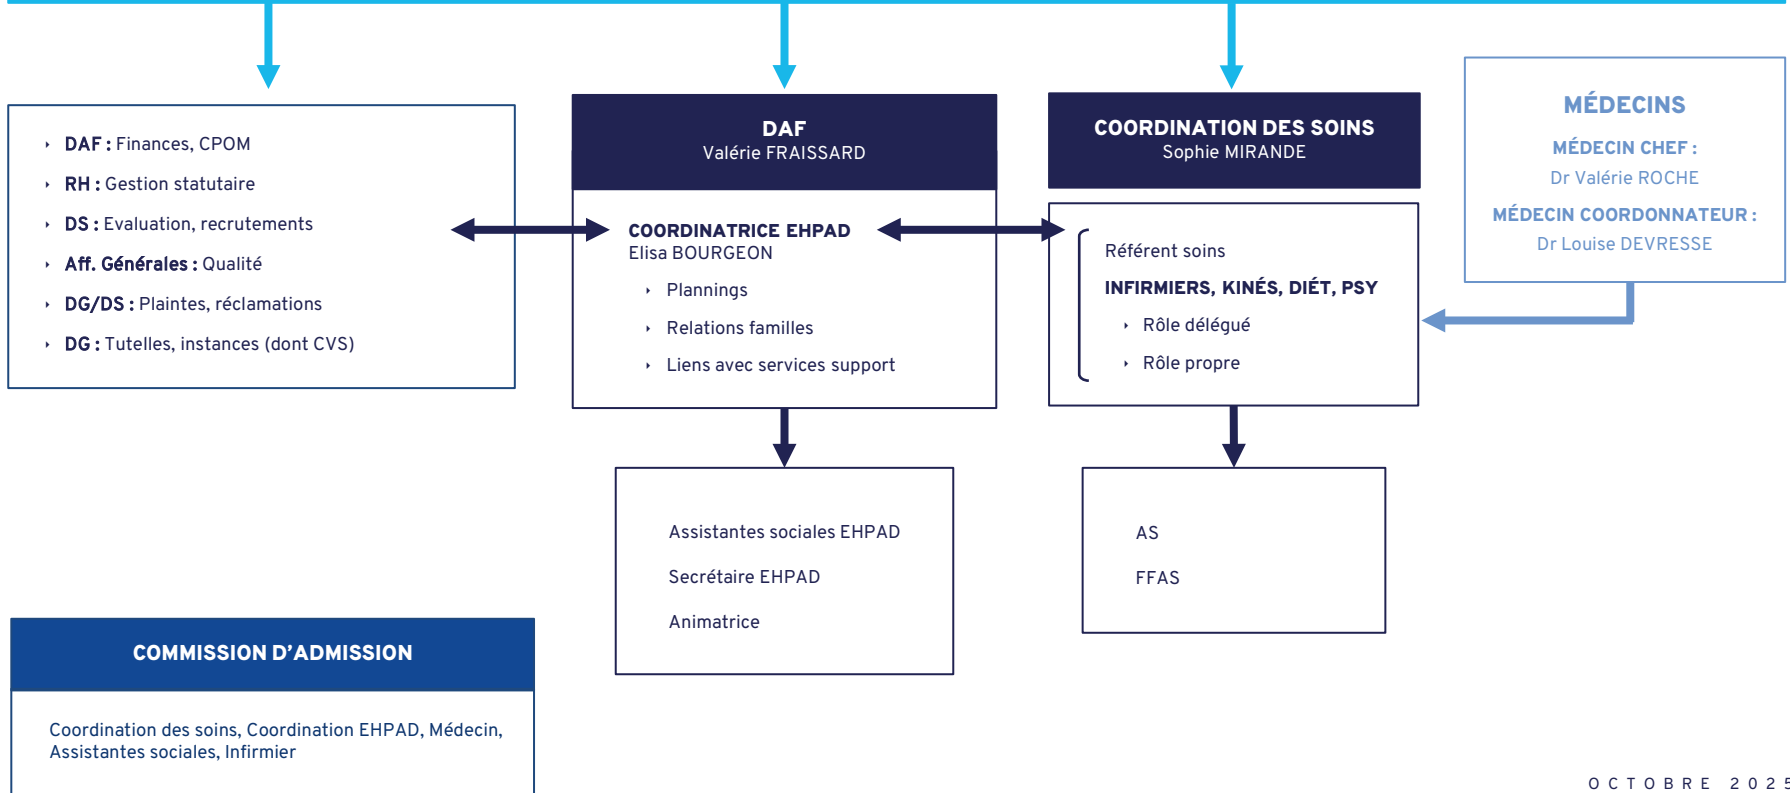 DAF : Finances, CPOM
RH : Gestion statutaire
DS : Evaluation, recrutements
Aff. Générales : Qualité
DG/DS : Plaintes, réclamations
DG : Tutelles, instances (dont CVS)
DAF
Valérie FRAISSARD
COORDINATRICE EHPAD
Elisa BOURGEON
Plannings
Relations familles
Liens avec services support
COORDINATION DES SOINS
Sophie MIRANDE
Référent soins
INFIRMIERS, KINÉS, DIÉT, PSY
Rôle délégué
Rôle propre
MÉDECINS
MÉDECIN CHEF :
Dr Valérie ROCHE
MÉDECIN COORDONNATEUR :
Dr Louise DEVRESSE
Assistantes sociales EHPAD
Secrétaire EHPAD
Animatrice
AS
FFAS
COMMISSION D’ADMISSION
Coordination des soins, Coordination EHPAD, Médecin,
Assistantes sociales, Infirmier
OCTOBRE 2025